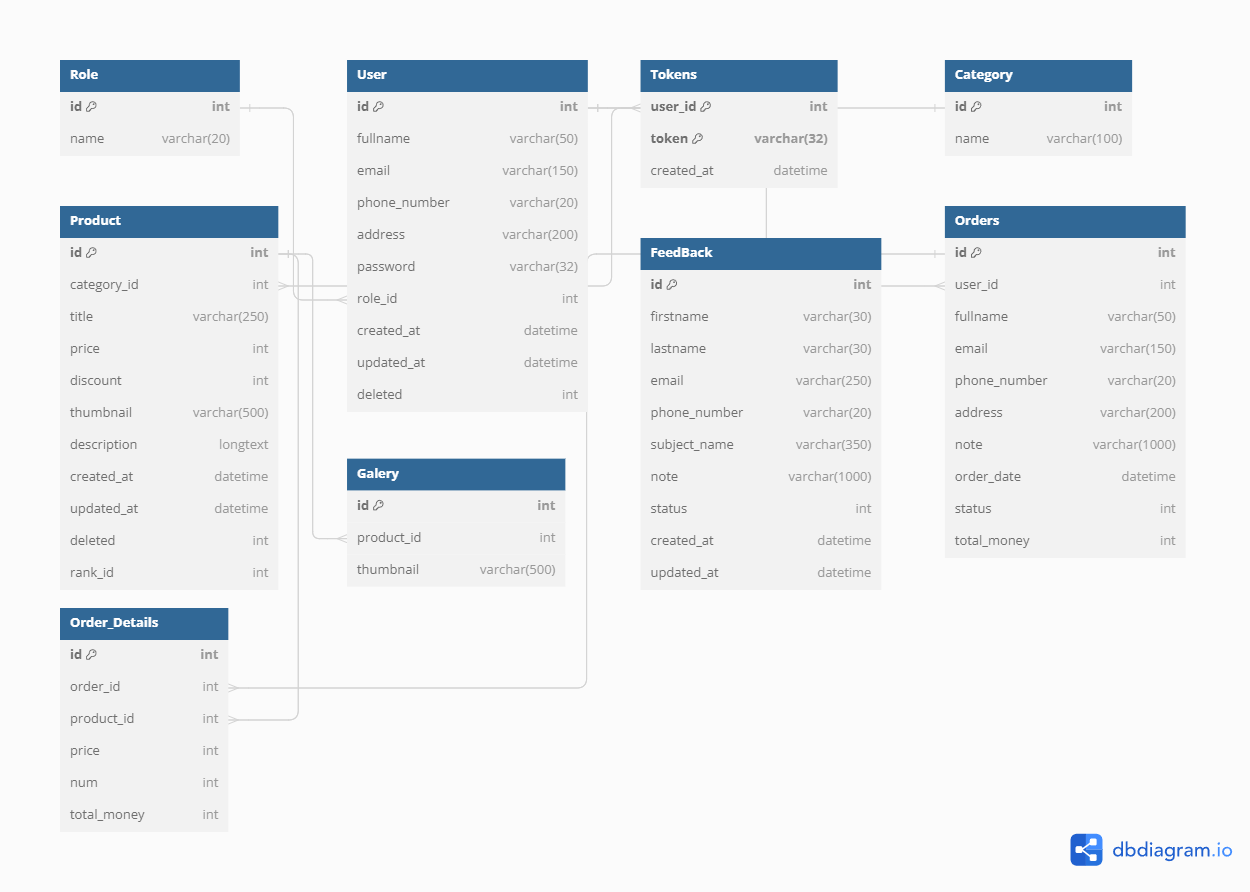 Role
id int
name varchar(20)
User
id int
fullname varchar(50)
email varchar(150)
phone_number varchar(20)
address varchar(200)
password varchar(32)
role_id int
created_at datetime
updated_at datetime
deleted int
Tokens
user_id int
token varchar(32)
created_at datetime
Category
id int
name varchar(100)
Product
id int
category_id int
title varchar(250)
price int
discount int
thumbnail varchar(500)
description longtext
created_at datetime
updated_at datetime
deleted int
rank_id int
FeedBack
id int
firstname varchar(30)
lastname varchar(30)
email varchar(250)
phone_number varchar(20)
subject_name varchar(350)
note varchar(1000)
status int
created_at datetime
updated_at datetime
Orders
id int
user_id int
fullname varchar(50)
email varchar(150)
phone_number varchar(20)
address varchar(200)
note varchar(1000)
order_date datetime
status int
total_money int
Galery
id int
product_id int
thumbnail varchar(500)
Order_Details
id int
order_id int
product_id int
price int
num int
total_money int
dbdiagram.io